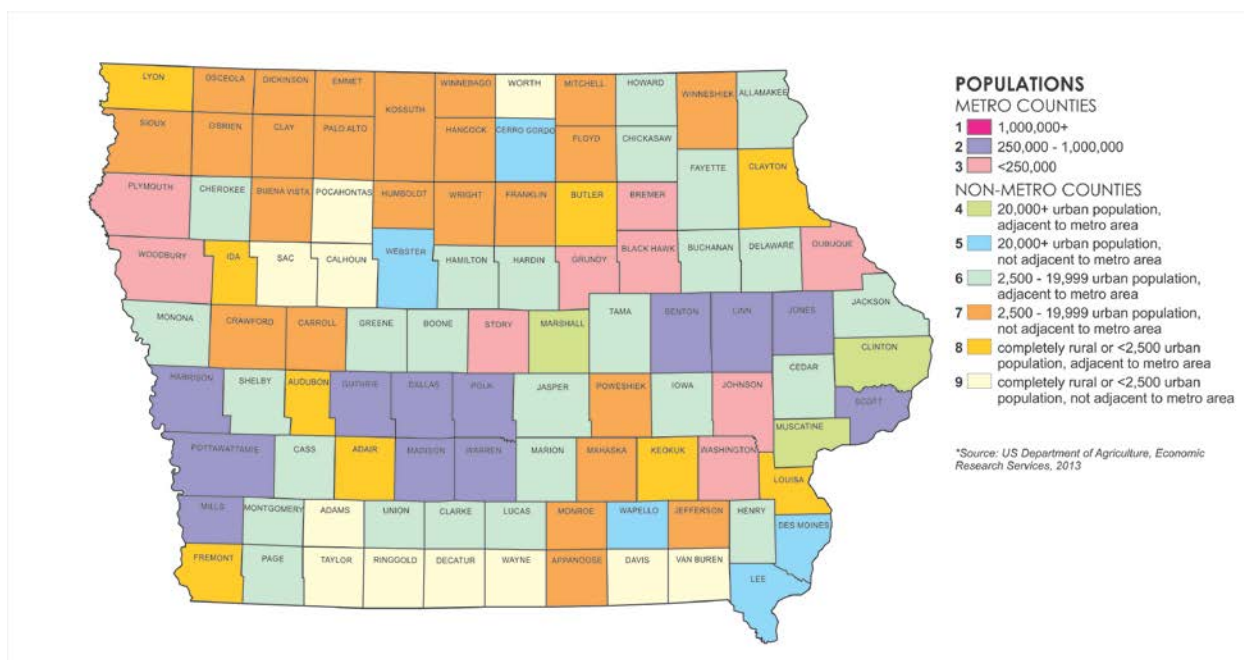 LYON
OSCEOLA
DICKINSON
EMMET
KOSSUTH
WINNEBAGO
WORTH
MITCHELL
HOWARD
WINNESHIEK
ALLAMAKEE
SIOUX
O'BRIEN
CLAY
PALO ALTO
HANCOCK
CERRO GORDO
FLOYD
CHICKASAW
FAYETTE
CLAYTON
PLYMOUTH
CHEROKEE
BUENA VISTA
POCAHONTAS
HUMBOLDT
WRIGHT
FRANKLIN
BUTLER
BREMER
WOODBURY
IDA
SAC
CALHOUN
WEBSTER
HAMILTON
HARDIN
GRUNDY
BLACK HAWK
BUCHANAN
DELAWARE
DUBUQUE
MONONA
CRAWFORD
CARROLL
GREENE
BOONE
STORY
MARSHALL
TAMA
BENTON
LINN
JONES
JACKSON
CLINTON
HARRISON
SHELBY
AUDUBON
GUTHRIE
DALLAS
POLK
JASPER
POWESHIEK
IOWA
JOHNSON
CEDAR
SCOTT
MUSCATINE
POTTAWATTAMIE
CASS
ADAIR
MADISON
WARREN
MARION
MAHASKA
KEOKUK
WASHINGTON
LOUISA
MILLS
MONTGOMERY
ADAMS
UNION
CLARKE
LUCAS
MONROE
WAPELLO
JEFFERSON
HENRY
DES MOINES
FREMONT
PAGE
TAYLOR
RINGGOLD
DECATUR
WAYNE
APPANOOSE
DAVIS
VAN BUREN
LEE
POPULATIONS
METRO COUNTIES
1 1,000,000+
2 250,000 - 1,000,000
3 <250,000
NON-METRO COUNTIES
4 20,000+ urban population,
adjacent to metro area
5 20,000+ urban population,
not adjacent to metro area
6 2,500 - 19,999 urban population,
adjacent to metro area
7 2,500 - 19,999 urban population,
not adjacent to metro area
8 completely rural or <2,500 urban
population, adjacent to metro area
9 completely rural or <2,500 urban
population, not adjacent to metro area
*Source: US Department of Agriculture, Economic
Research Services, 2013